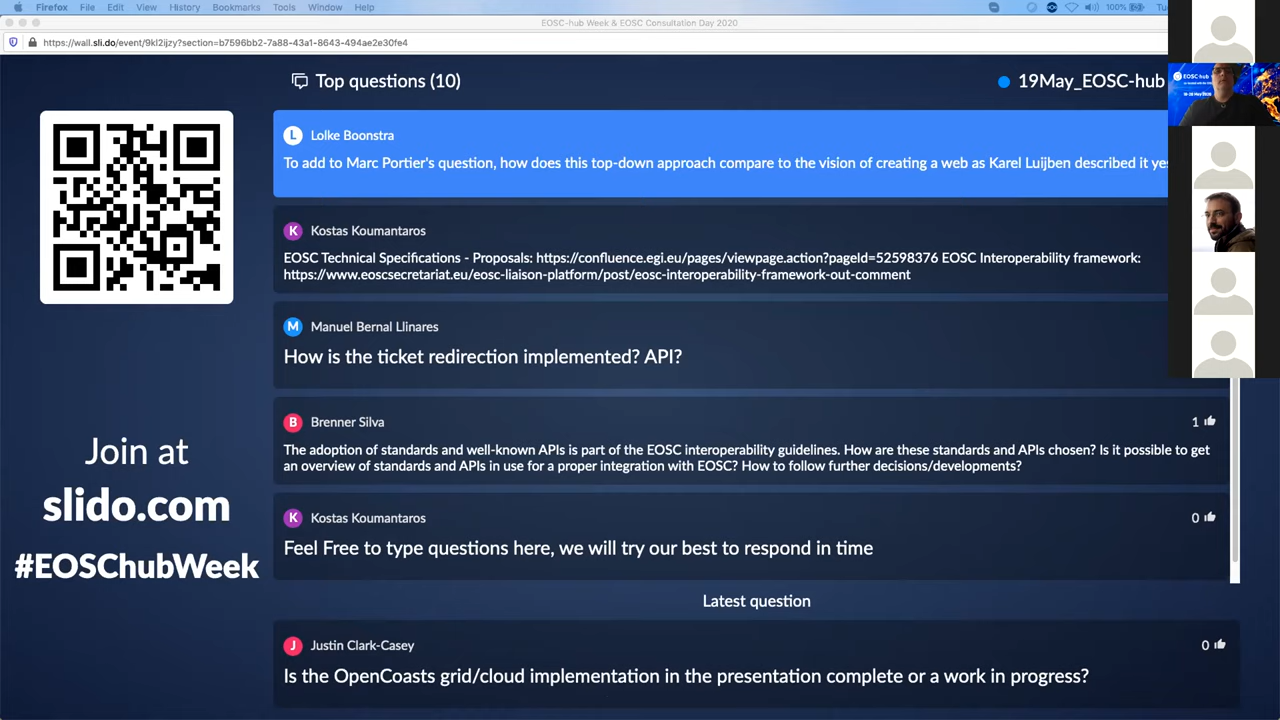 Firefox File Edit View History Bookmarks Tools Window Help 100% Tu
EOSC-hub Week & EOSC Consultation Day 2020
https://wall.sli.do/event/9kl2ijzy?section=b7596bb2-7a88-43a1-8643-494ae2e30fe4
Top questions (10)
19May_EOSC-hub
EOSC-hub
L Lolke Boonstra
To add to Marc Portier's question, how does this top-down approach compare to the vision of creating a web as Karel Luijben described it yes
K Kostas Koumantaros
EOSC Technical Specifications - Proposals: https://confluence.egi.eu/pages/viewpage.action?pageId=52598376 EOSC Interoperability framework:
https://www.eoscsecretariat.eu/eosc-liaison-platform/post/eosc-interoperability-framework-out-comment
M Manuel Bernal Llinares
How is the ticket redirection implemented? API?
B Brenner Silva
1
The adoption of standards and well-known APIs is part of the EOSC interoperability guidelines. How are these standards and APIs chosen? Is it possible to get
an overview of standards and APIs in use for a proper integration with EOSC? How to follow further decisions/developments?
K Kostas Koumantaros
0
Feel Free to type questions here, we will try our best to respond in time
Latest question
J Justin Clark-Casey
0
Is the OpenCoasts grid/cloud implementation in the presentation complete or a work in progress?
Join at
slido.com
#EOSChubWeek